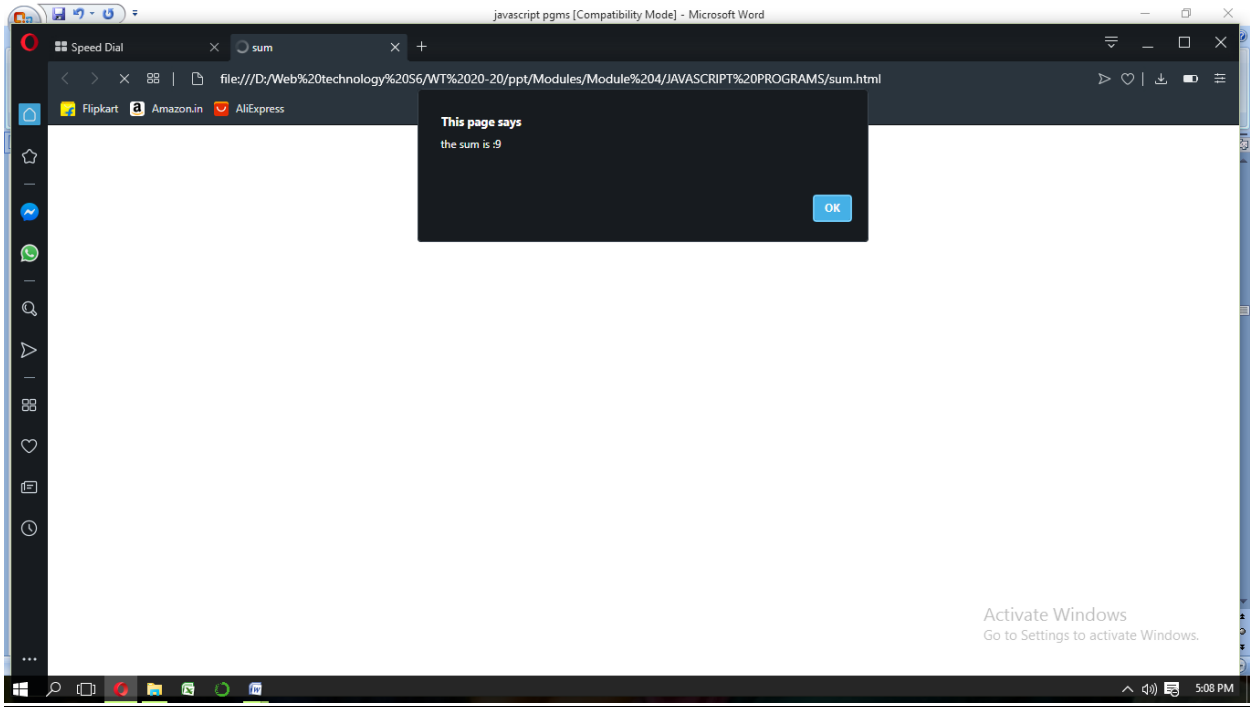 javascript pgms [Compatibility Mode] - Microsoft Word
Speed Dial
sum
file:///D:/Web%20technology%20S6/WT%2020-20/ppt/Modules/Module%204/JAVASCRIPT%20PROGRAMS/sum.html
Flipkart
a Amazon.in
AliExpress
This page says
the sum is :9
OK
Activate Windows
Go to Settings to activate Windows.
5:08 PM